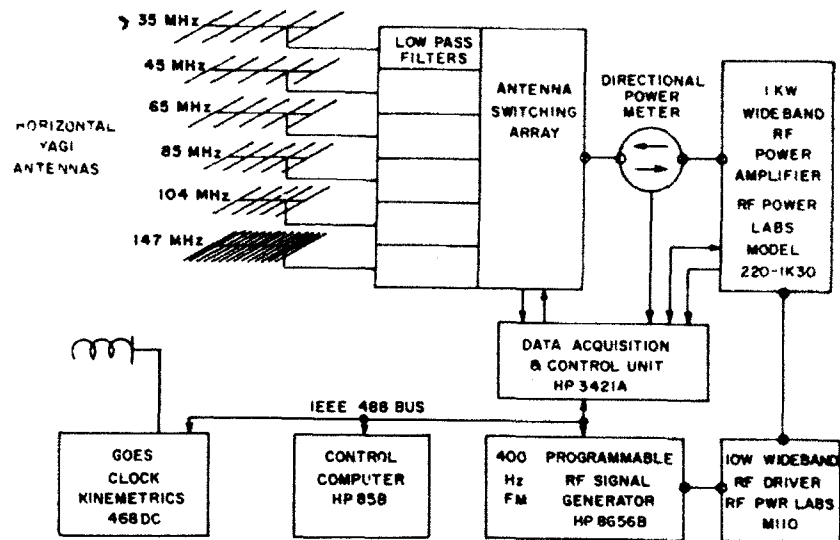 35 MHz
45 MHz
65 MHz
85 MHz
104 MHz
147 MHz
HORIZONTAL
YAGI
ANTENNAS
LOW PASS
FILTERS
ANTENNA
SWITCHING
ARRAY
DIRECTIONAL
POWER
METER
1 KW
WIDEBAND
RF
POWER
AMPLIFIER
RF POWER
LABS
MODEL
220-1K30
DATA ACQUISITION
& CONTROL UNIT
HP 3421A
IEEE 488 BUS
GOES
CLOCK
KINEMETRICS
468DC
CONTROL
COMPUTER
HP 85B
400 PROGRAMMABLE
Hz RF SIGNAL
FM GENERATOR
HP 8656B
10W WIDEBAND
RF DRIVER
RF PWR LABS
M110